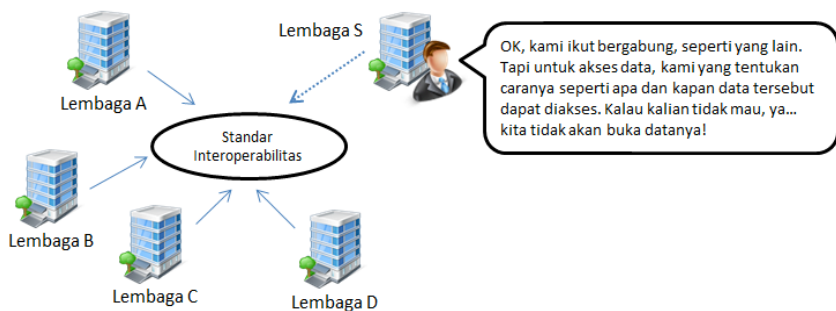 Lembaga S
OK, kami ikut bergabung, seperti yang lain.
Tapi untuk akses data, kami yang tentukan
caranya seperti apa dan kapan data tersebut
dapat diakses. Kalau kalian tidak mau, ya...
kita tidak akan buka datanya!
Lembaga A
Standar
Interoperabilitas
Lembaga B
Lembaga C
Lembaga D